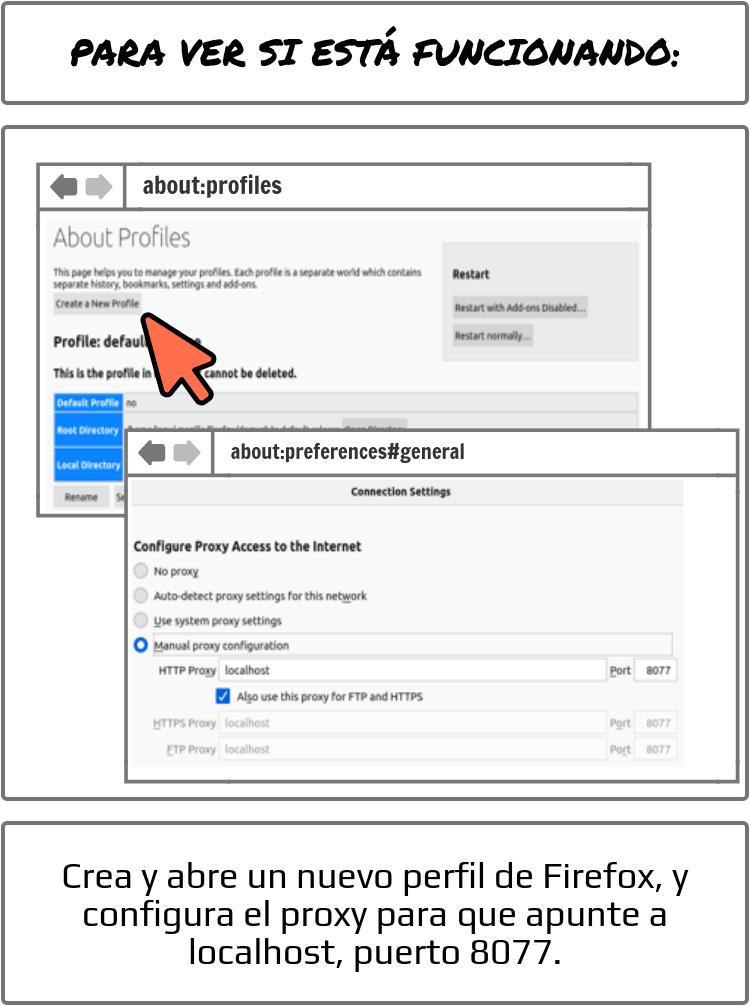 PARA VER SI ESTÁ FUNCIONANDO:
about:profiles
About Profiles
This page helps you to manage your profiles. Each profile is a separate world which contains
separate history, bookmarks, settings and add-ons.
Create a New Profile
Restart
Restart with Add-ons Disabled...
Restart normally...
Profile: default
This is the profile in cannot be deleted.
Default Profile no
Root Directory
Local Directory
Rename
about:preferences#general
Connection Settings
Configure Proxy Access to the Internet
No proxy
Auto-detect proxy settings for this network
Use system proxy settings
Manual proxy configuration
HTTP Proxy localhost Port 8077
Also use this proxy for FTP and HTTPS
HTTPS Proxy localhost Port 8077
FTP Proxy localhost Port 8077
Crea y abre un nuevo perfil de Firefox, y
configura el proxy para que apunte a
localhost, puerto 8077.